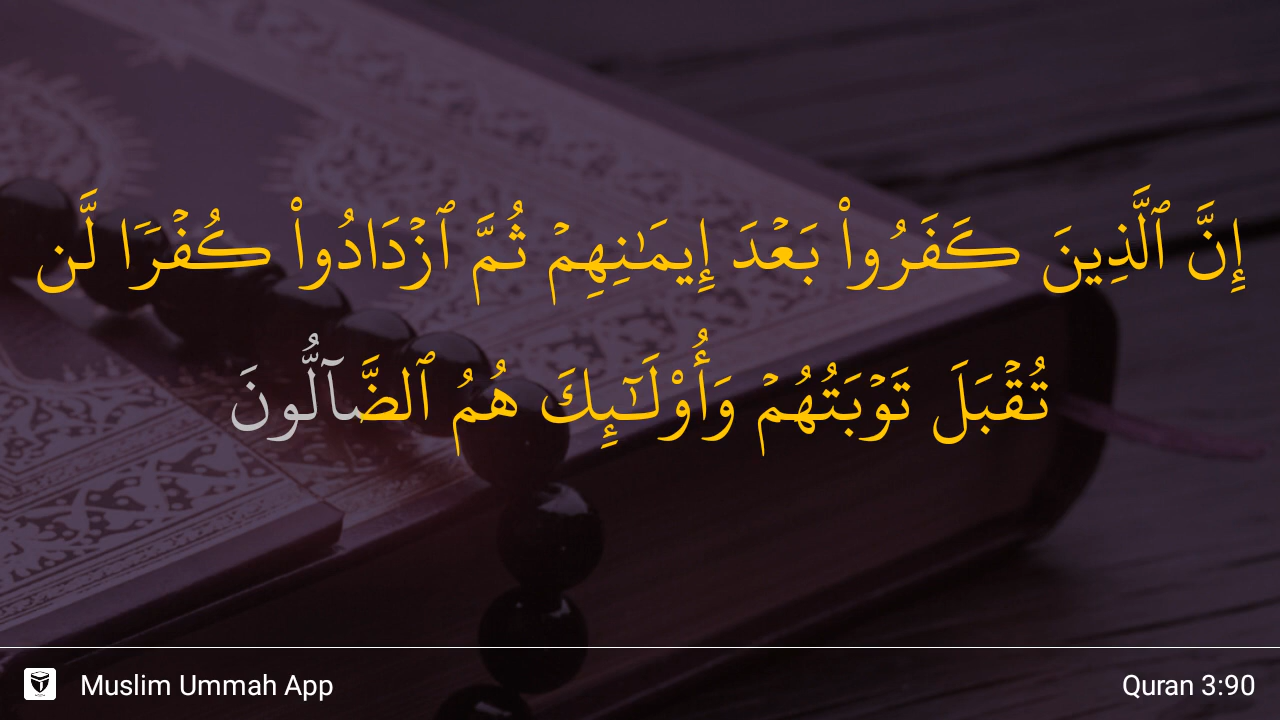 إِنَّ ٱلَّذِينَ كَفَرُوا۟ بَعْدَ إِيمَـٰنِهِمْ ثُمَّ ٱزْدَادُوا۟ كُفْرًا لَّن
تُقْبَلَ تَوْبَتُهُمْ وَأُو۟لَـٰٓئِكَ هُمُ ٱلضَّآلُّونَ
Muslim Ummah App
Quran 3:90